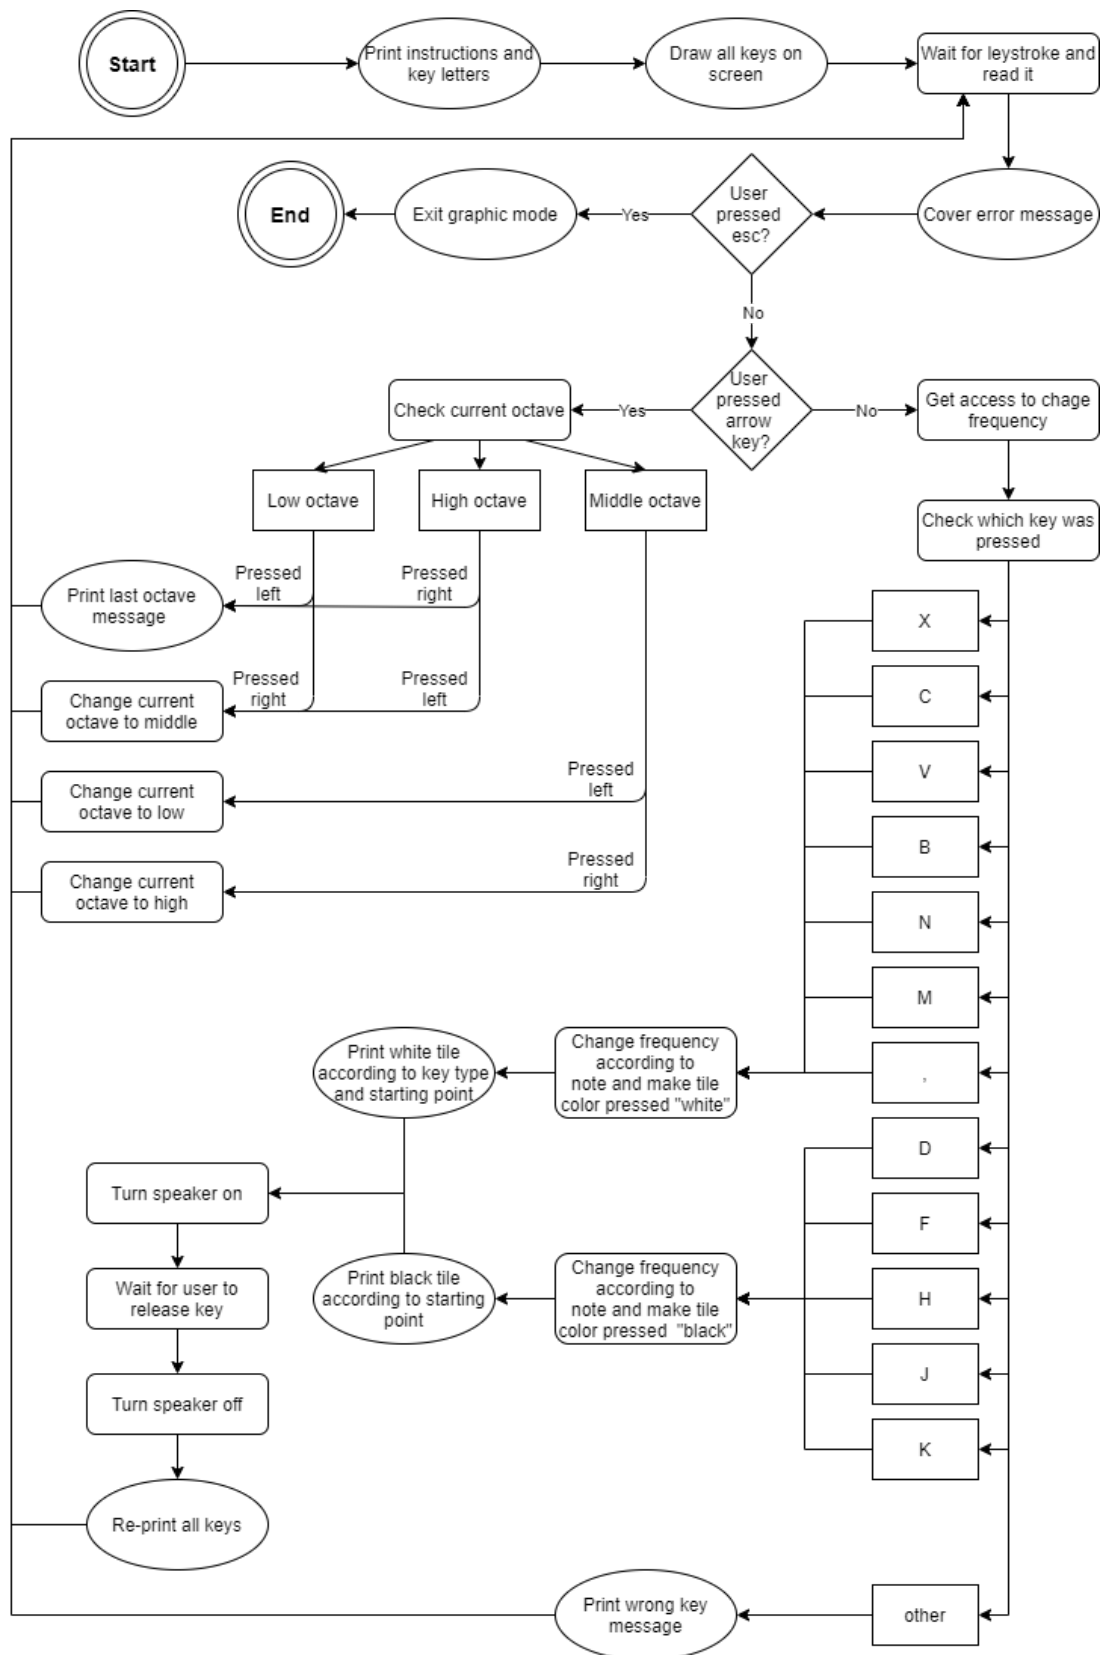 Start
Print instructions and
key letters
Draw all keys on
screen
Wait for leystroke and
read it
End
Exit graphic mode
Yes
User
pressed
esc?
Cover error message
No
Check current octave
Yes
User
pressed
arrow
key?
No
Get access to chage
frequency
Low octave
High octave
Middle octave
Check which key was
pressed
Print last octave
message
Pressed
left
Pressed
right
X
Change current
octave to middle
Pressed
right
Pressed
left
C
Change current
octave to low
Pressed
left
V
Change current
octave to high
Pressed
right
B
N
M
Print white tile
according to key type
and starting point
Change frequency
according to
note and make tile
color pressed "white"
,
D
Turn speaker on
F
Wait for user to
release key
Print black tile
according to starting
point
Change frequency
according to
note and make tile
color pressed "black"
H
Turn speaker off
J
K
Re-print all keys
Print wrong key
message
other